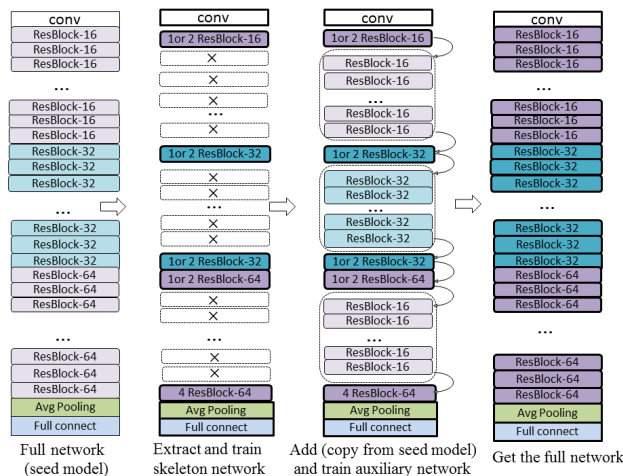 conv
ResBlock-16
ResBlock-16
ResBlock-16
...
ResBlock-16
ResBlock-16
ResBlock-16
ResBlock-32
ResBlock-32
ResBlock-32
...
ResBlock-32
ResBlock-32
ResBlock-32
ResBlock-64
ResBlock-64
ResBlock-64
...
ResBlock-64
ResBlock-64
ResBlock-64
Avg Pooling
Full connect
Full network
(seed model)
conv
1or 2 ResBlock-16
×
×
×
...
×
1or 2 ResBlock-32
×
×
...
×
×
1or 2 ResBlock-32
1or 2 ResBlock-64
×
×
...
×
×
4 ResBlock-64
Avg Pooling
Full connect
Extract and train
skeleton network
conv
1or 2 ResBlock-16
ResBlock-16
ResBlock-16
...
ResBlock-16
ResBlock-16
1or 2 ResBlock-32
ResBlock-32
ResBlock-32
...
ResBlock-32
ResBlock-32
1or 2 ResBlock-32
1or 2 ResBlock-64
ResBlock-16
ResBlock-16
...
ResBlock-16
ResBlock-16
4 ResBlock-64
Avg Pooling
Full connect
Add (copy from seed model)
and train auxiliary network
conv
ResBlock-16
ResBlock-16
ResBlock-16
...
ResBlock-16
ResBlock-16
ResBlock-16
ResBlock-32
ResBlock-32
ResBlock-32
...
ResBlock-32
ResBlock-32
ResBlock-32
ResBlock-64
ResBlock-64
ResBlock-64
...
ResBlock-64
ResBlock-64
ResBlock-64
Avg Pooling
Full connect
Get the full network